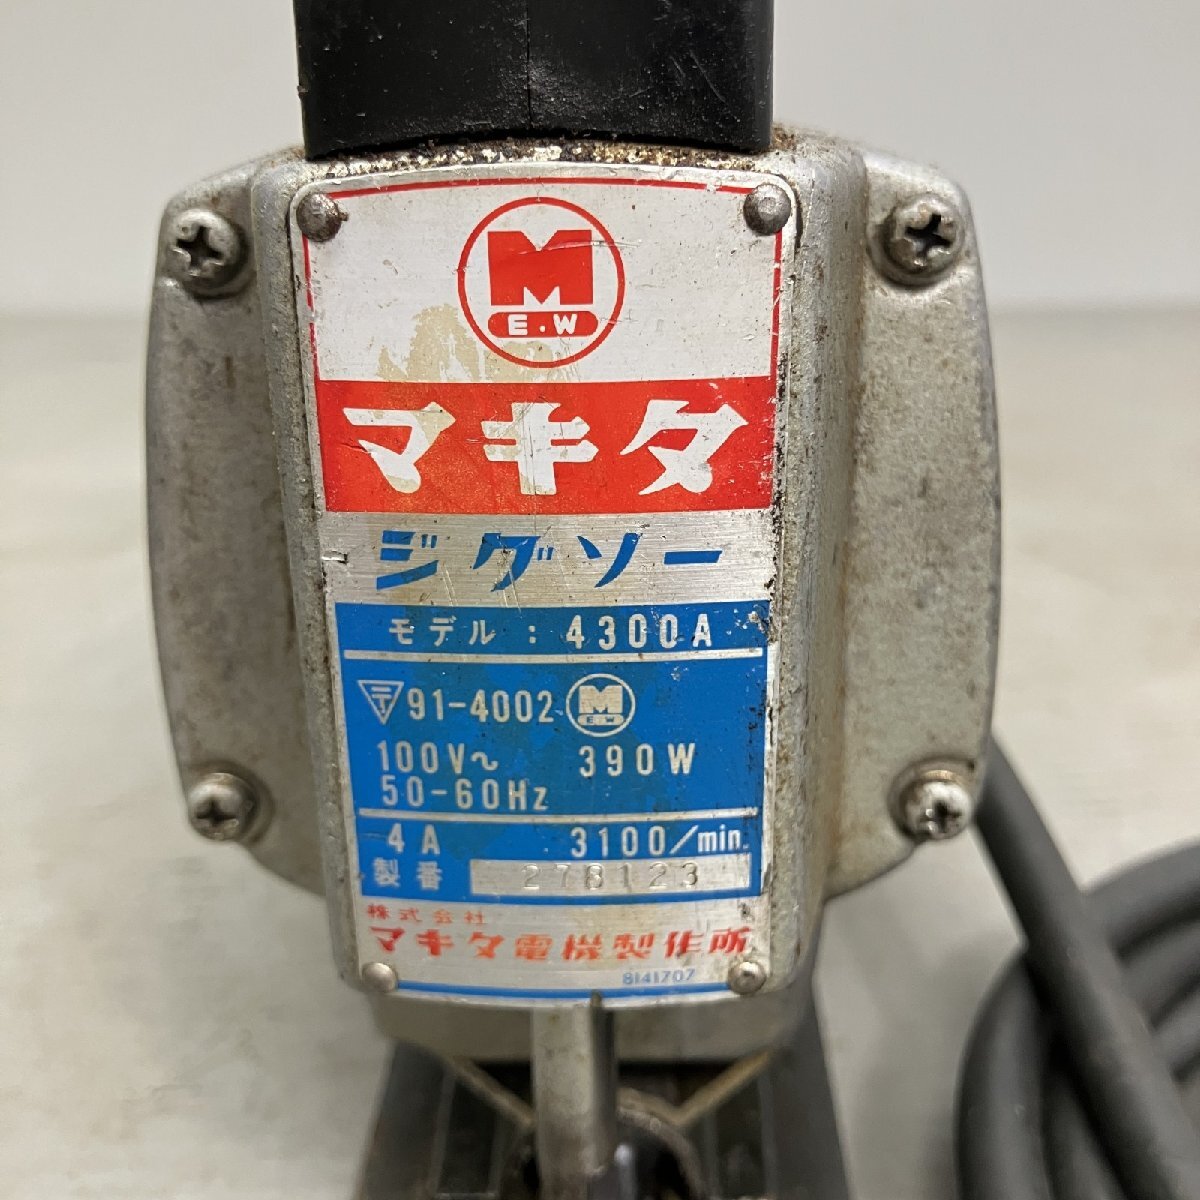 M
E.W
マキタ
ジグソー
モデル : 4300A
〒 91-4002 M E.W
100V~ 390W
50-60Hz
4A 3100/min.
製番 278123
株式会社
マキタ電機製作所
8141707